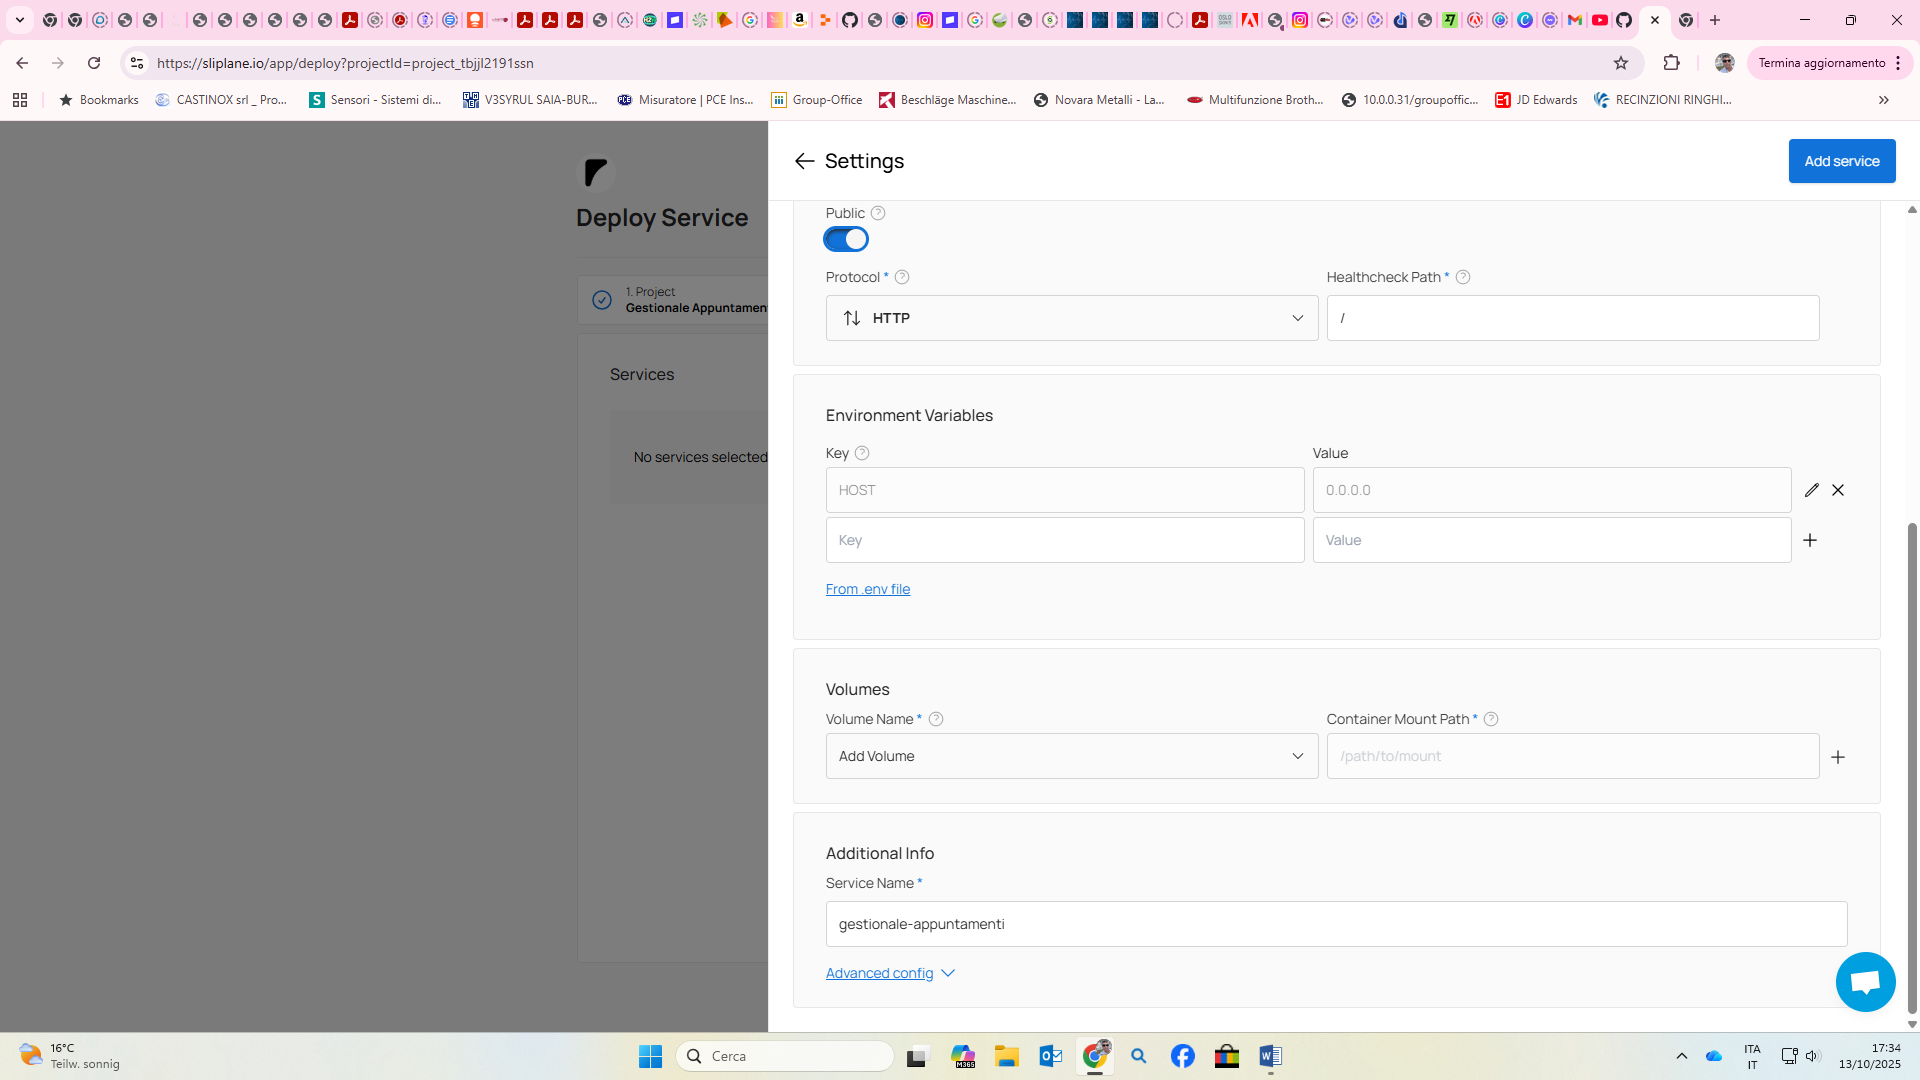 https://sliplane.io/app/deploy?projectId=project_tbjjl2191ssn
Termina aggiornamento
Bookmarks
CASTINOX srl _ Pro...
Sensori - Sistemi di...
V3SYRUL SAIA-BUR...
Misuratore | PCE Ins...
Group-Office
Beschläge Maschine...
Novara Metalli - La...
Multifunzione Broth...
10.0.0.31/groupoffic...
JD Edwards
RECINZIONI RINGHI...
Deploy Service
1. Project
Gestionale Appuntament
Services
No services selected
Settings
Add service
Public
Protocol *
Healthcheck Path *
HTTP
/
Environment Variables
Key
Value
HOST
0.0.0.0
Key
Value
From .env file
Volumes
Volume Name *
Container Mount Path *
Add Volume
/path/to/mount
Additional Info
Service Name *
gestionale-appuntamenti
Advanced config
16°C
Teilw. sonnig
Cerca
ITA
IT
17:34
13/10/2025